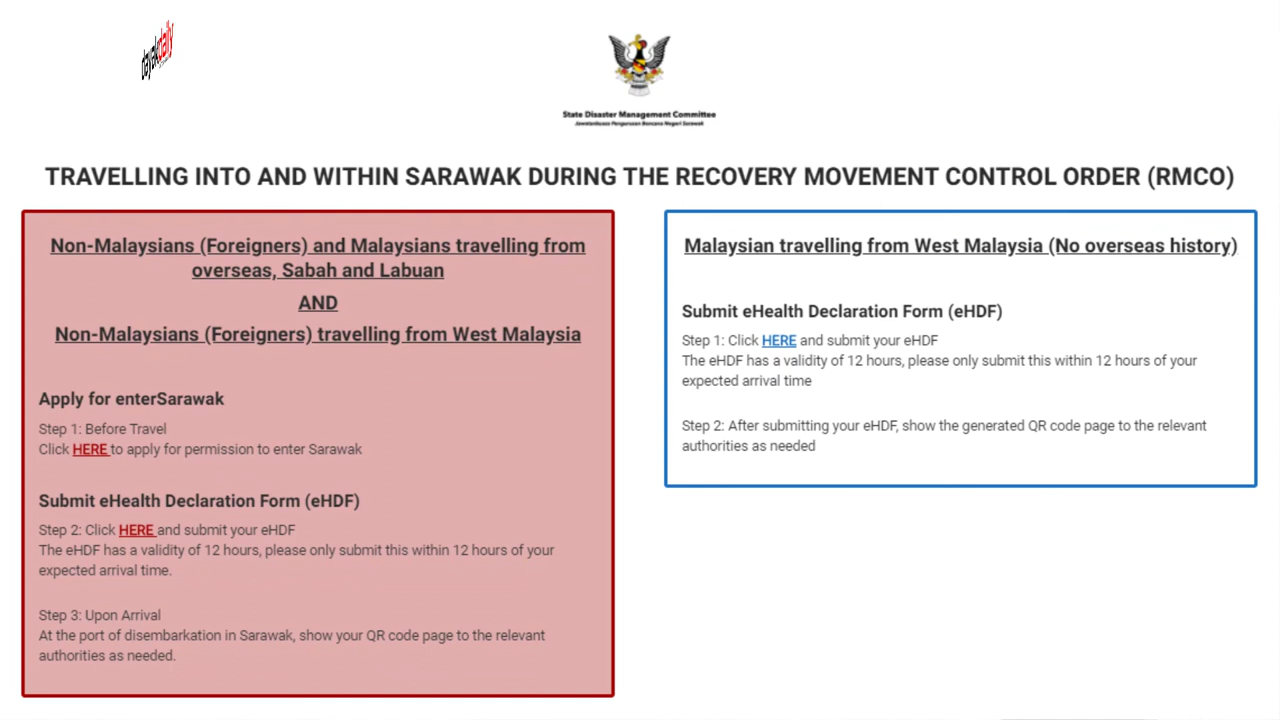 dayakdaily
State Disaster Management Committee
Jawatankuasa Pengurusan Bencana Negeri Sarawak
TRAVELLING INTO AND WITHIN SARAWAK DURING THE RECOVERY MOVEMENT CONTROL ORDER (RMCO)
Non-Malaysians (Foreigners) and Malaysians travelling from
overseas, Sabah and Labuan
AND
Non-Malaysians (Foreigners) travelling from West Malaysia
Apply for enterSarawak
Step 1: Before Travel
Click HERE to apply for permission to enter Sarawak
Submit eHealth Declaration Form (eHDF)
Step 2: Click HERE and submit your eHDF
The eHDF has a validity of 12 hours, please only submit this within 12 hours of your
expected arrival time.
Step 3: Upon Arrival
At the port of disembarkation in Sarawak, show your QR code page to the relevant
authorities as needed.
Malaysian travelling from West Malaysia (No overseas history)
Submit eHealth Declaration Form (eHDF)
Step 1: Click HERE and submit your eHDF
The eHDF has a validity of 12 hours, please only submit this within 12 hours of your
expected arrival time
Step 2: After submitting your eHDF, show the generated QR code page to the relevant
authorities as needed